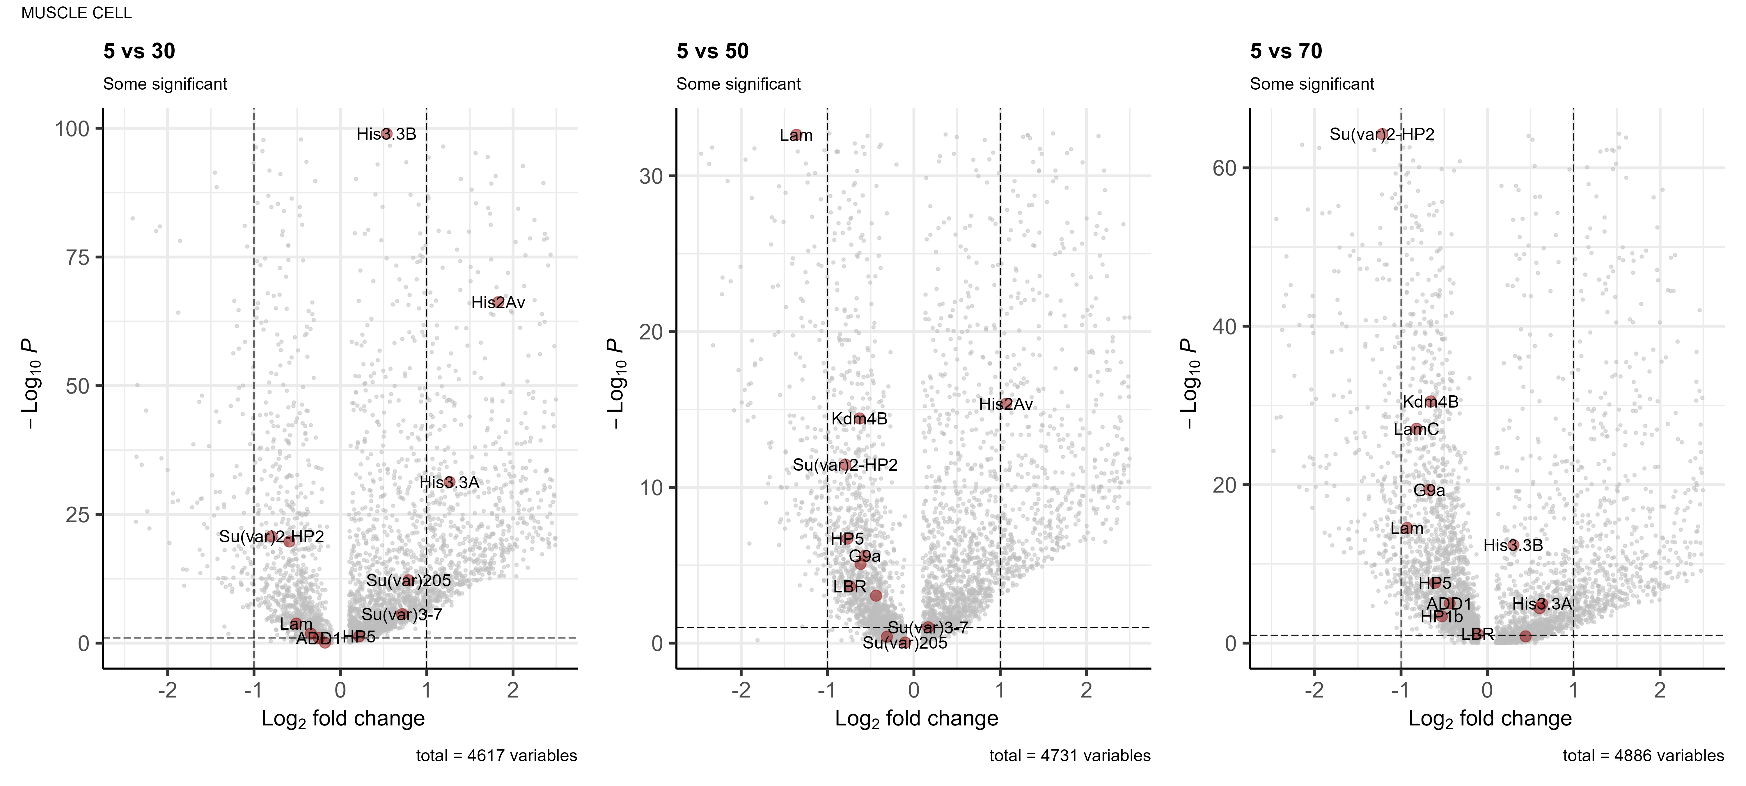 MUSCLE CELL
5 vs 30
Some significant
− Log10 P
100
75
50
25
0
His3.3B
His2Av
His3.3A
Su(var)2-HP2
Su(var)205
Su(var)3-7
Lam
ADD1
HP5
-2 -1 0 1 2
Log2 fold change
total = 4617 variables
5 vs 50
Some significant
− Log10 P
30
20
10
0
Lam
His2Av
Kdm4B
Su(var)2-HP2
HP5
G9a
LBR
Su(var)3-7
Su(var)205
-2 -1 0 1 2
Log2 fold change
total = 4731 variables
5 vs 70
Some significant
− Log10 P
60
40
20
0
Su(var)2-HP2
Kdm4B
LamC
G9a
Lam
His3.3B
HP5
ADD1
His3.3A
HP1b
LBR
-2 -1 0 1 2
Log2 fold change
total = 4886 variables